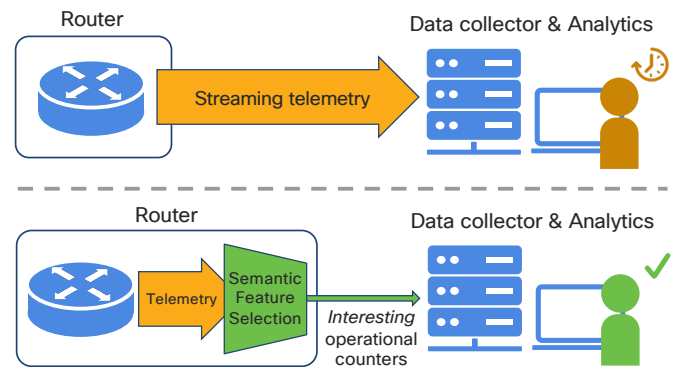 Router
Data collector & Analytics
Streaming telemetry
Router
Data collector & Analytics
Telemetry
Semantic
Feature
Selection
Interesting
operational
counters